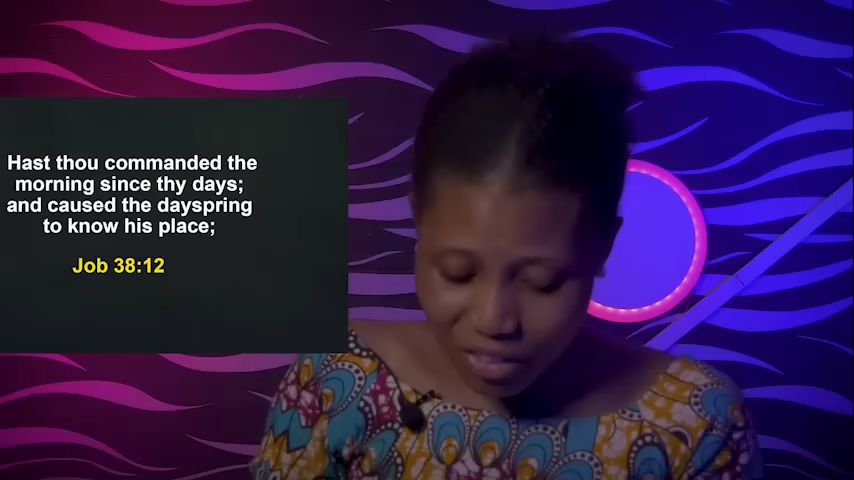 Hast thou commanded the
morning since thy days;
and caused the dayspring
to know his place;
Job 38:12